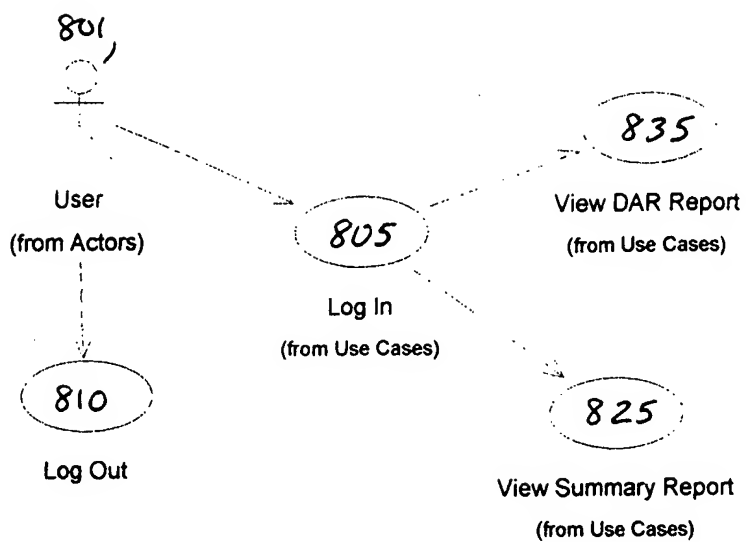 801
User
(from Actors)
805
Log In
(from Use Cases)
835
View DAR Report
(from Use Cases)
810
Log Out
825
View Summary Report
(from Use Cases)